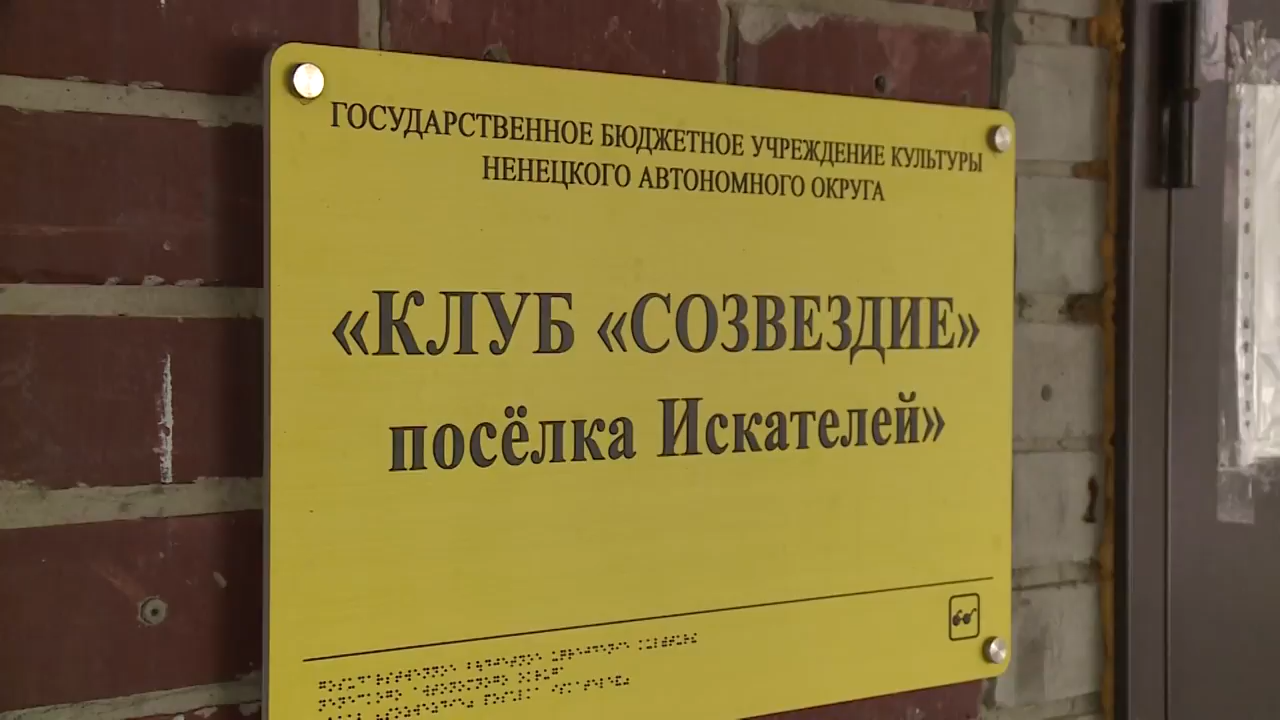 ГОСУДАРСТВЕННОЕ БЮДЖЕТНОЕ УЧРЕЖДЕНИЕ КУЛЬТУРЫ
НЕНЕЦКОГО АВТОНОМНОГО ОКРУГА
«КЛУБ «СОЗВЕЗДИЕ»
посёлка Искателей»